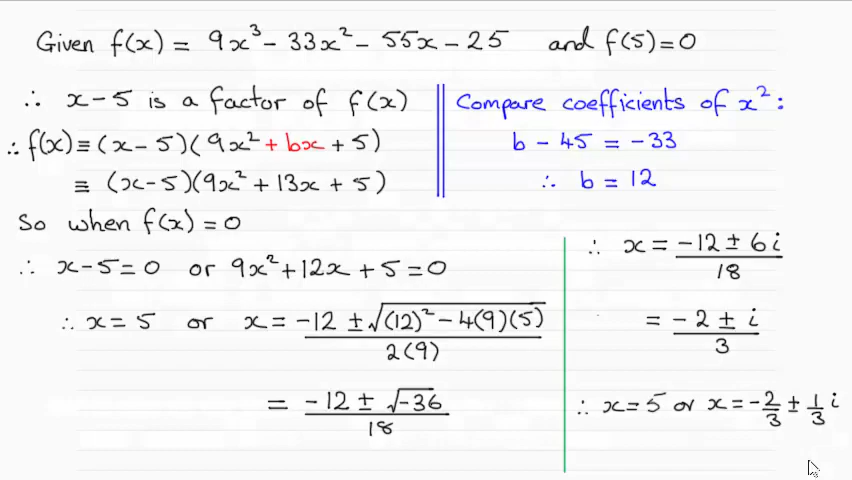 Given f(x) = 9x³ - 33x² - 55x - 25 and f(5) = 0
∴ x - 5 is a factor of f(x)
∴ f(x) ≡ (x - 5)(9x² + bx + 5)
≡ (x - 5)(9x² + 13x + 5)
Compare coefficients of x²:
b - 45 = -33
∴ b = 12
So when f(x) = 0
∴ x - 5 = 0 or 9x² + 12x + 5 = 0
∴ x = 5 or x = (-12 ± √((12)² - 4(9)(5))) / 2(9)
= (-12 ± √-36) / 18
∴ x = (-12 ± 6i) / 18
= (-2 ± i) / 3
∴ x = 5 or x = -2/3 ± 1/3 i